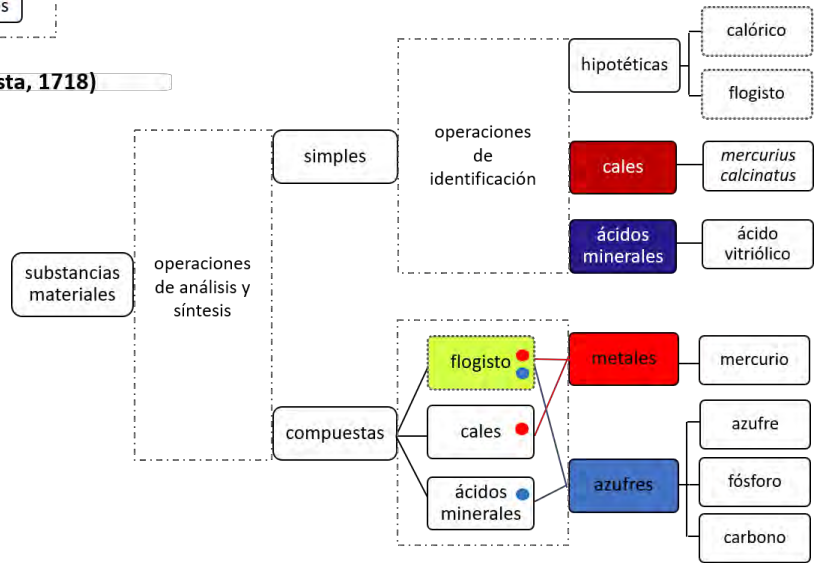 s
sta, 1718)
substancias
materiales
operaciones
de análisis y
síntesis
simples
operaciones
de
identificación
hipotéticas
calórico
flogisto
cales
mercurius
calcinatus
ácidos
minerales
ácido
vitriólico
compuestas
flogisto
cales
ácidos
minerales
metales
mercurio
azufres
azufre
fósforo
carbono